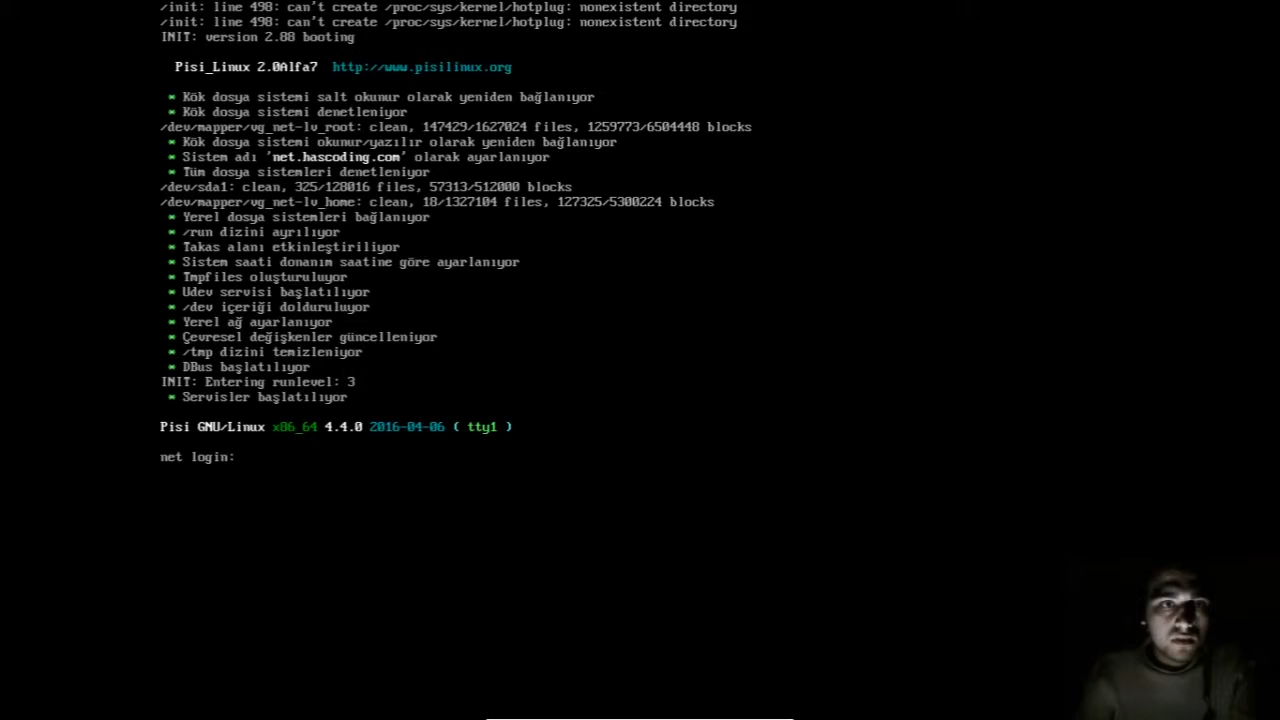 /init: line 498: can't create /proc/sys/kernel/hotplug: nonexistent directory
/init: line 498: can't create /proc/sys/kernel/hotplug: nonexistent directory
INIT: version 2.88 booting
Pisi_Linux 2.0Alfa7 http://www.pisilinux.org
* Kök dosya sistemi salt okunur olarak yeniden bağlanıyor
* Kök dosya sistemi denetleniyor
/dev/mapper/vg_net-lv_root: clean, 147429/1627024 files, 1259773/6504448 blocks
* Kök dosya sistemi okunur/yazılır olarak yeniden bağlanıyor
* Sistem adı 'net.hascoding.com' olarak ayarlanıyor
* Tüm dosya sistemleri denetleniyor
/dev/sda1: clean, 325/128016 files, 57313/512000 blocks
/dev/mapper/vg_net-lv_home: clean, 18/1327104 files, 127325/5300224 blocks
* Yerel dosya sistemleri bağlanıyor
* /run dizini ayrılıyor
* Takas alanı etkinleştiriliyor
* Sistem saati donanım saatine göre ayarlanıyor
* Tmpfiles oluşturuluyor
* Udev servisi başlatılıyor
* /dev içeriği dolduruluyor
* Yerel ağ ayarlanıyor
* Çevresel değişkenler güncelleniyor
* /tmp dizini temizleniyor
* DBus başlatılıyor
INIT: Entering runlevel: 3
* Servisler başlatılıyor
Pisi GNU/Linux x86_64 4.4.0 2016-04-06 ( tty1 )
net login: